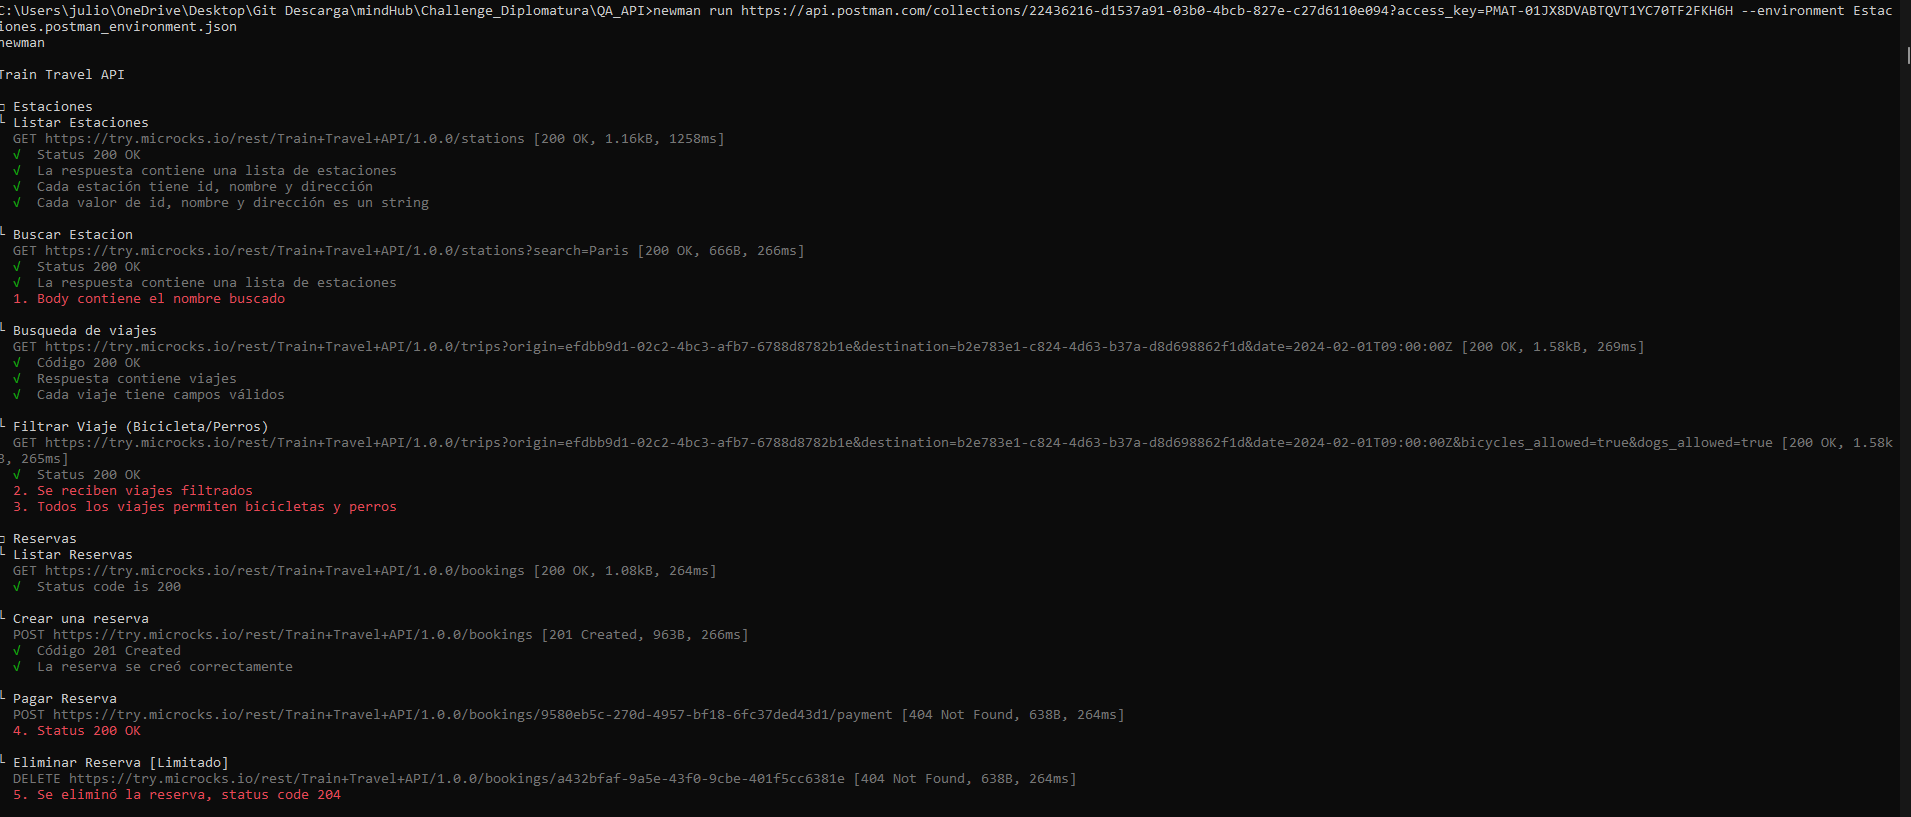 C:\Users\julio\OneDrive\Desktop\Git Descarga\mindHub\Challenge_Diplomatura\QA_API>newman run https://api.postman.com/collections/22436216-d1537a91-03b0-4bcb-827e-c27d6110e094?access_key=PMAT-01JX8DVABTQVT1YC70TF2FKH6H --environment Estac
iones.postman_environment.json
newman
Train Travel API
□ Estaciones
└ Listar Estaciones
GET https://try.microcks.io/rest/Train+Travel+API/1.0.0/stations [200 OK, 1.16kB, 1258ms]
√ Status 200 OK
√ La respuesta contiene una lista de estaciones
√ Cada estación tiene id, nombre y dirección
√ Cada valor de id, nombre y dirección es un string
└ Buscar Estacion
GET https://try.microcks.io/rest/Train+Travel+API/1.0.0/stations?search=Paris [200 OK, 666B, 266ms]
√ Status 200 OK
√ La respuesta contiene una lista de estaciones
1. Body contiene el nombre buscado
└ Busqueda de viajes
GET https://try.microcks.io/rest/Train+Travel+API/1.0.0/trips?origin=efdbb9d1-02c2-4bc3-afb7-6788d8782b1e&destination=b2e783e1-c824-4d63-b37a-d8d698862f1d&date=2024-02-01T09:00:00Z [200 OK, 1.58kB, 269ms]
√ Código 200 OK
√ Respuesta contiene viajes
√ Cada viaje tiene campos válidos
└ Filtrar Viaje (Bicicleta/Perros)
GET https://try.microcks.io/rest/Train+Travel+API/1.0.0/trips?origin=efdbb9d1-02c2-4bc3-afb7-6788d8782b1e&destination=b2e783e1-c824-4d63-b37a-d8d698862f1d&date=2024-02-01T09:00:00Z&bicycles_allowed=true&dogs_allowed=true [200 OK, 1.58k
B, 265ms]
√ Status 200 OK
2. Se reciben viajes filtrados
3. Todos los viajes permiten bicicletas y perros
□ Reservas
└ Listar Reservas
GET https://try.microcks.io/rest/Train+Travel+API/1.0.0/bookings [200 OK, 1.08kB, 264ms]
√ Status code is 200
└ Crear una reserva
POST https://try.microcks.io/rest/Train+Travel+API/1.0.0/bookings [201 Created, 963B, 266ms]
√ Código 201 Created
√ La reserva se creó correctamente
└ Pagar Reserva
POST https://try.microcks.io/rest/Train+Travel+API/1.0.0/bookings/9580eb5c-270d-4957-bf18-6fc37ded43d1/payment [404 Not Found, 638B, 264ms]
4. Status 200 OK
└ Eliminar Reserva [Limitado]
DELETE https://try.microcks.io/rest/Train+Travel+API/1.0.0/bookings/a432bfaf-9a5e-43f0-9cbe-401f5cc6381e [404 Not Found, 638B, 264ms]
5. Se eliminó la reserva, status code 204